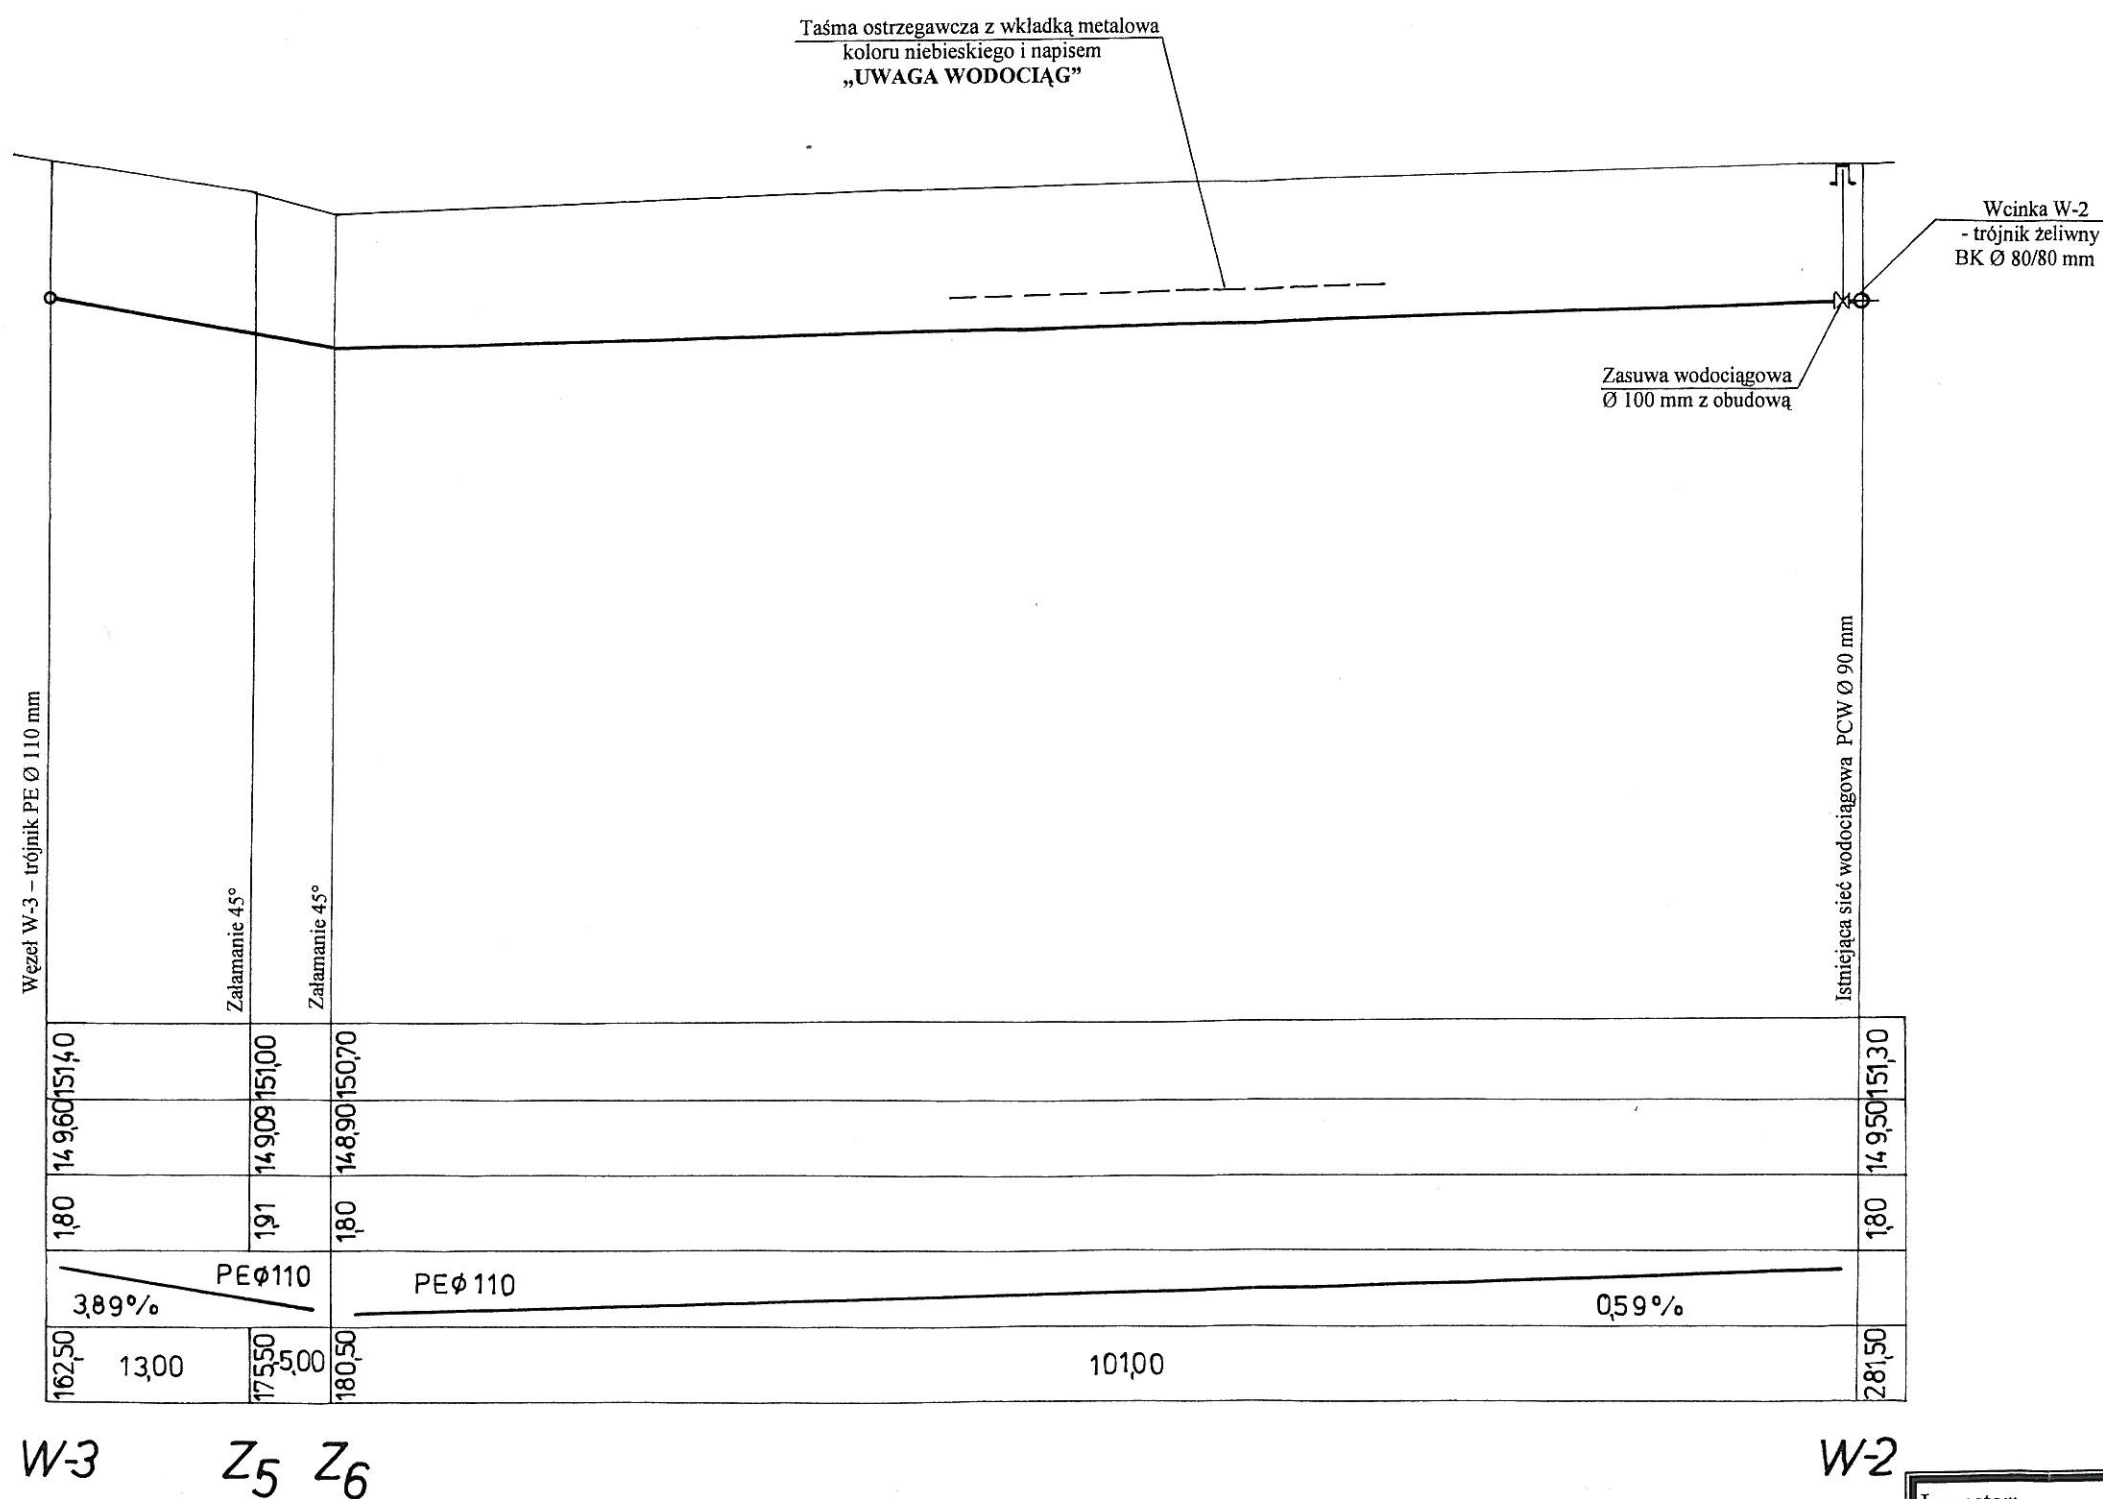 Taśma ostrzegawcza z wkładką metalowa
koloru niebieskiego i napisem
„UWAGA WODOCIĄG”
Wcinka W-2
- trójnik żeliwny
BK Ø 80/80 mm
Zasuwa wodociągowa
Ø 100 mm z obudową
Węzeł W-3 – trójnik PE Ø 110 mm
Załamanie 45°
Załamanie 45°
Istniejąca sieć wodociągowa PCW Ø 90 mm
151,40 151,00 150,70 151,30
149,60 149,09 148,90 149,50
1,80 1,91 1,80 1,80
PEϕ110 PEϕ110
3,89% 0,59%
162,50 13,00 175,50 5,00 180,50 101,00 281,50
W-3 Z5 Z6 W-2